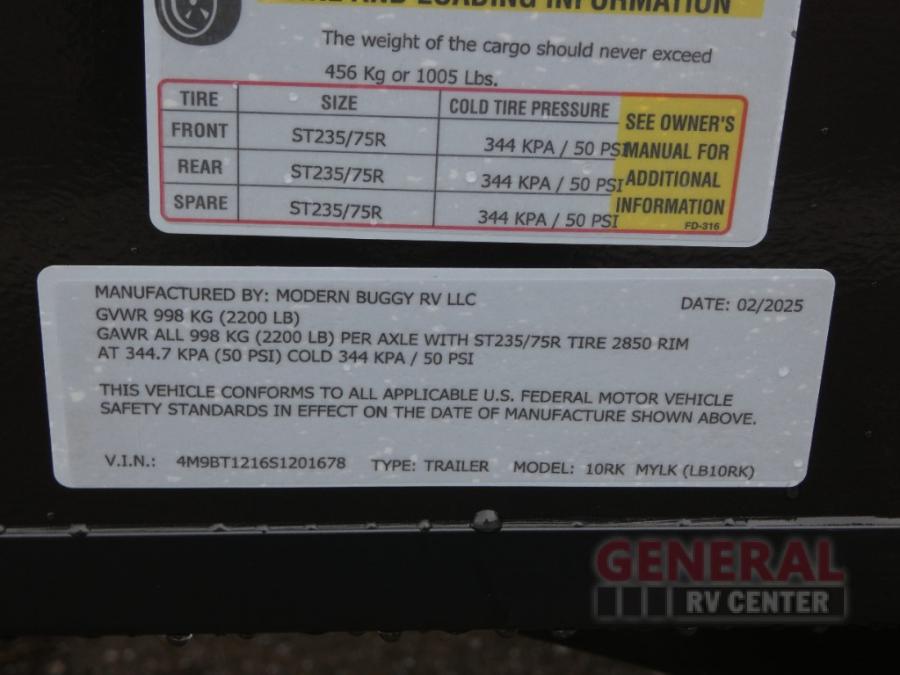 TIRE AND LOADING INFORMATION
The weight of the cargo should never exceed
456 Kg or 1005 Lbs.
TIRE SIZE COLD TIRE PRESSURE SEE OWNER'S MANUAL FOR ADDITIONAL INFORMATION
FRONT ST235/75R 344 KPA / 50 PSI
REAR ST235/75R 344 KPA / 50 PSI
SPARE ST235/75R 344 KPA / 50 PSI
FD-316
MANUFACTURED BY: MODERN BUGGY RV LLC DATE: 02/2025
GVWR 998 KG (2200 LB)
GAWR ALL 998 KG (2200 LB) PER AXLE WITH ST235/75R TIRE 2850 RIM
AT 344.7 KPA (50 PSI) COLD 344 KPA / 50 PSI
THIS VEHICLE CONFORMS TO ALL APPLICABLE U.S. FEDERAL MOTOR VEHICLE
SAFETY STANDARDS IN EFFECT ON THE DATE OF MANUFACTURE SHOWN ABOVE.
V.I.N.: 4M9BT1216S1201678 TYPE: TRAILER MODEL: 10RK MYLK (LB10RK)
GENERAL
RV CENTER